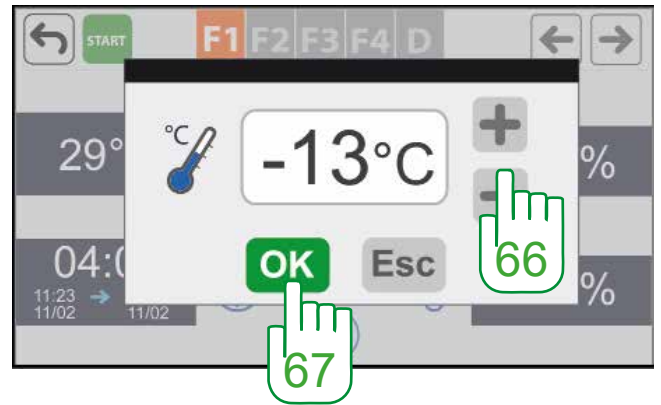 START F1 F2 F3 F4 D
°C -13°C +
29° %
-
04:0
OK Esc 66
11:23 → %
11/02 11/02
67